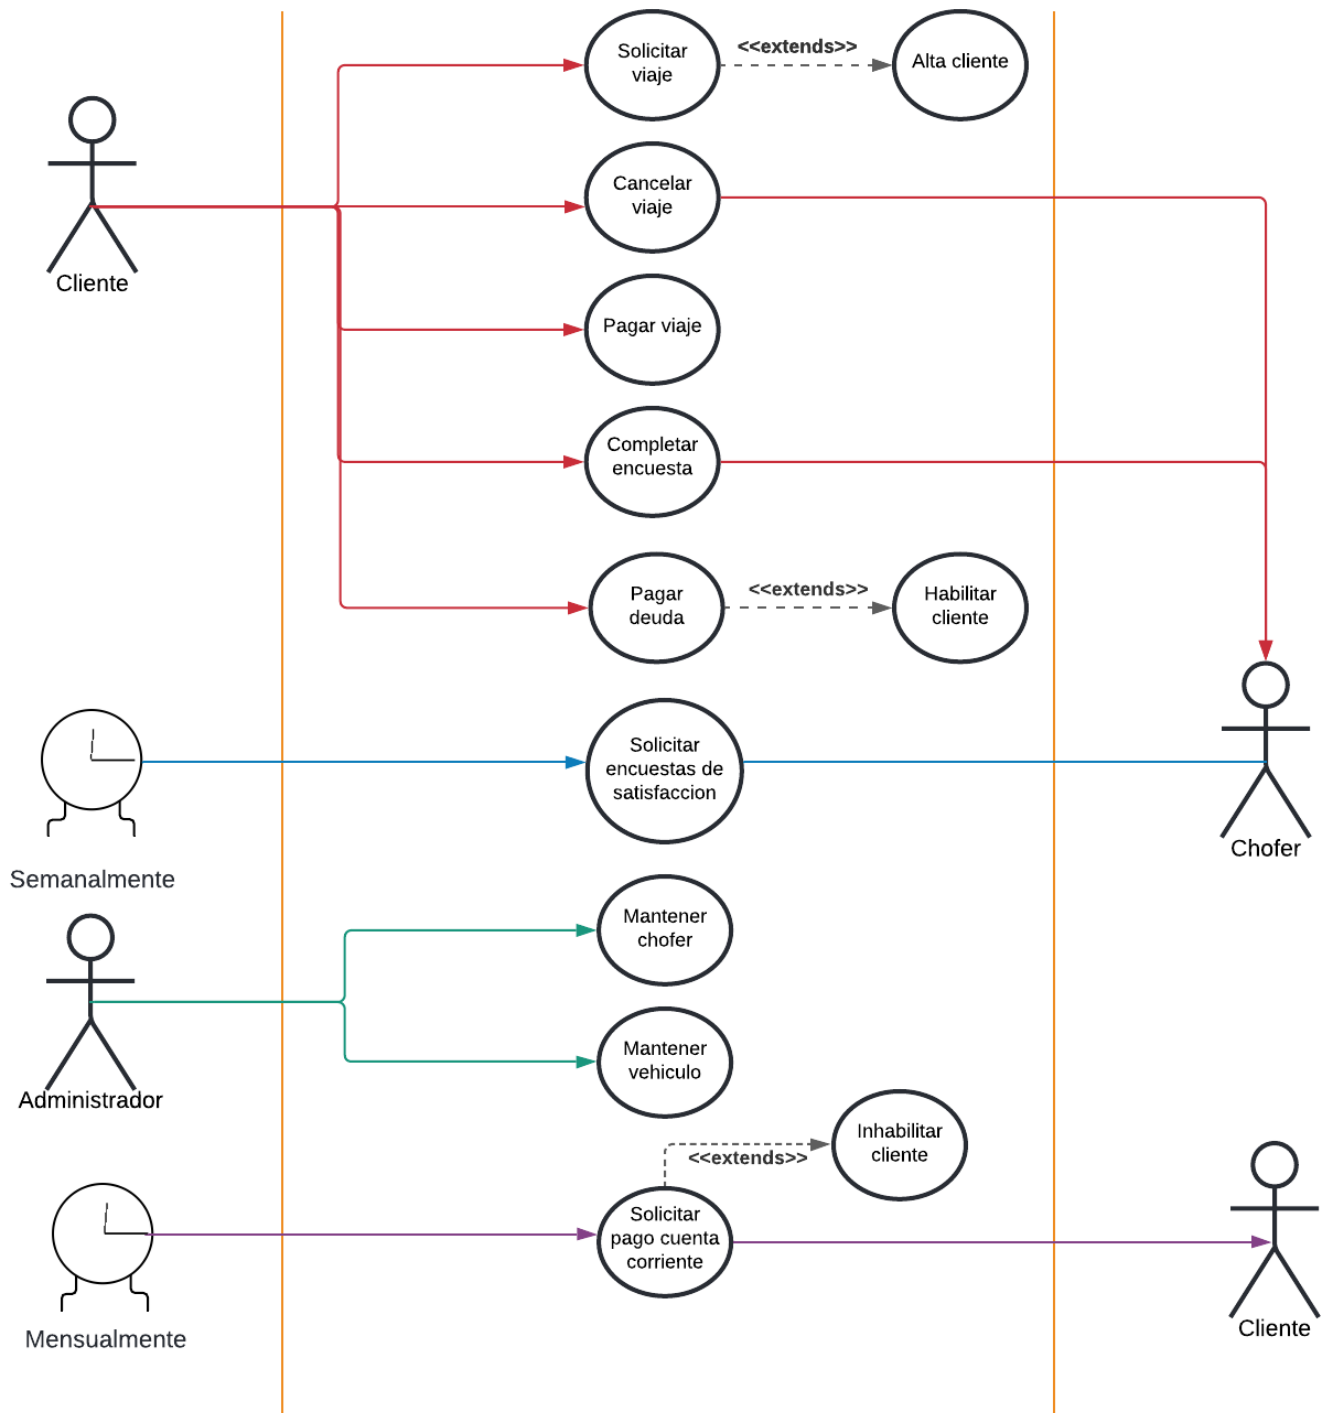 Solicitar
viaje
<<extends>>
Alta cliente
Cancelar
viaje
Cliente
Pagar viaje
Completar
encuesta
Pagar
deuda
<<extends>>
Habilitar
cliente
Solicitar
encuestas de
satisfaccion
Chofer
Semanalmente
Mantener
chofer
Mantener
vehiculo
Administrador
Inhabilitar
cliente
<<extends>>
Solicitar
pago cuenta
corriente
Mensualmente
Cliente